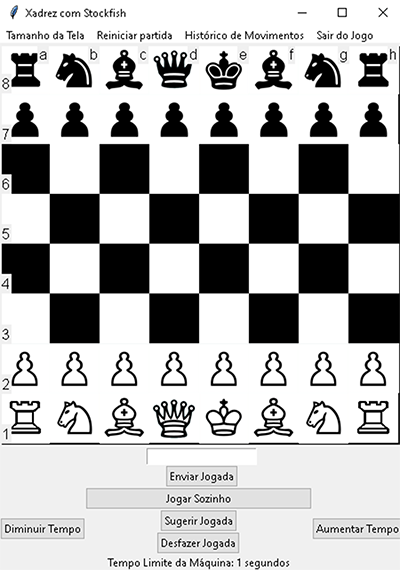 Xadrez com Stockfish
Tamanho da Tela Reiniciar partida Histórico de Movimentos Sair do Jogo
a b c d e f g h
8
7
6
5
4
3
2
1
Enviar Jogada
Jogar Sozinho
Sugerir Jogada
Diminuir Tempo Aumentar Tempo
Desfazer Jogada
Tempo Limite da Máquina: 1 segundos